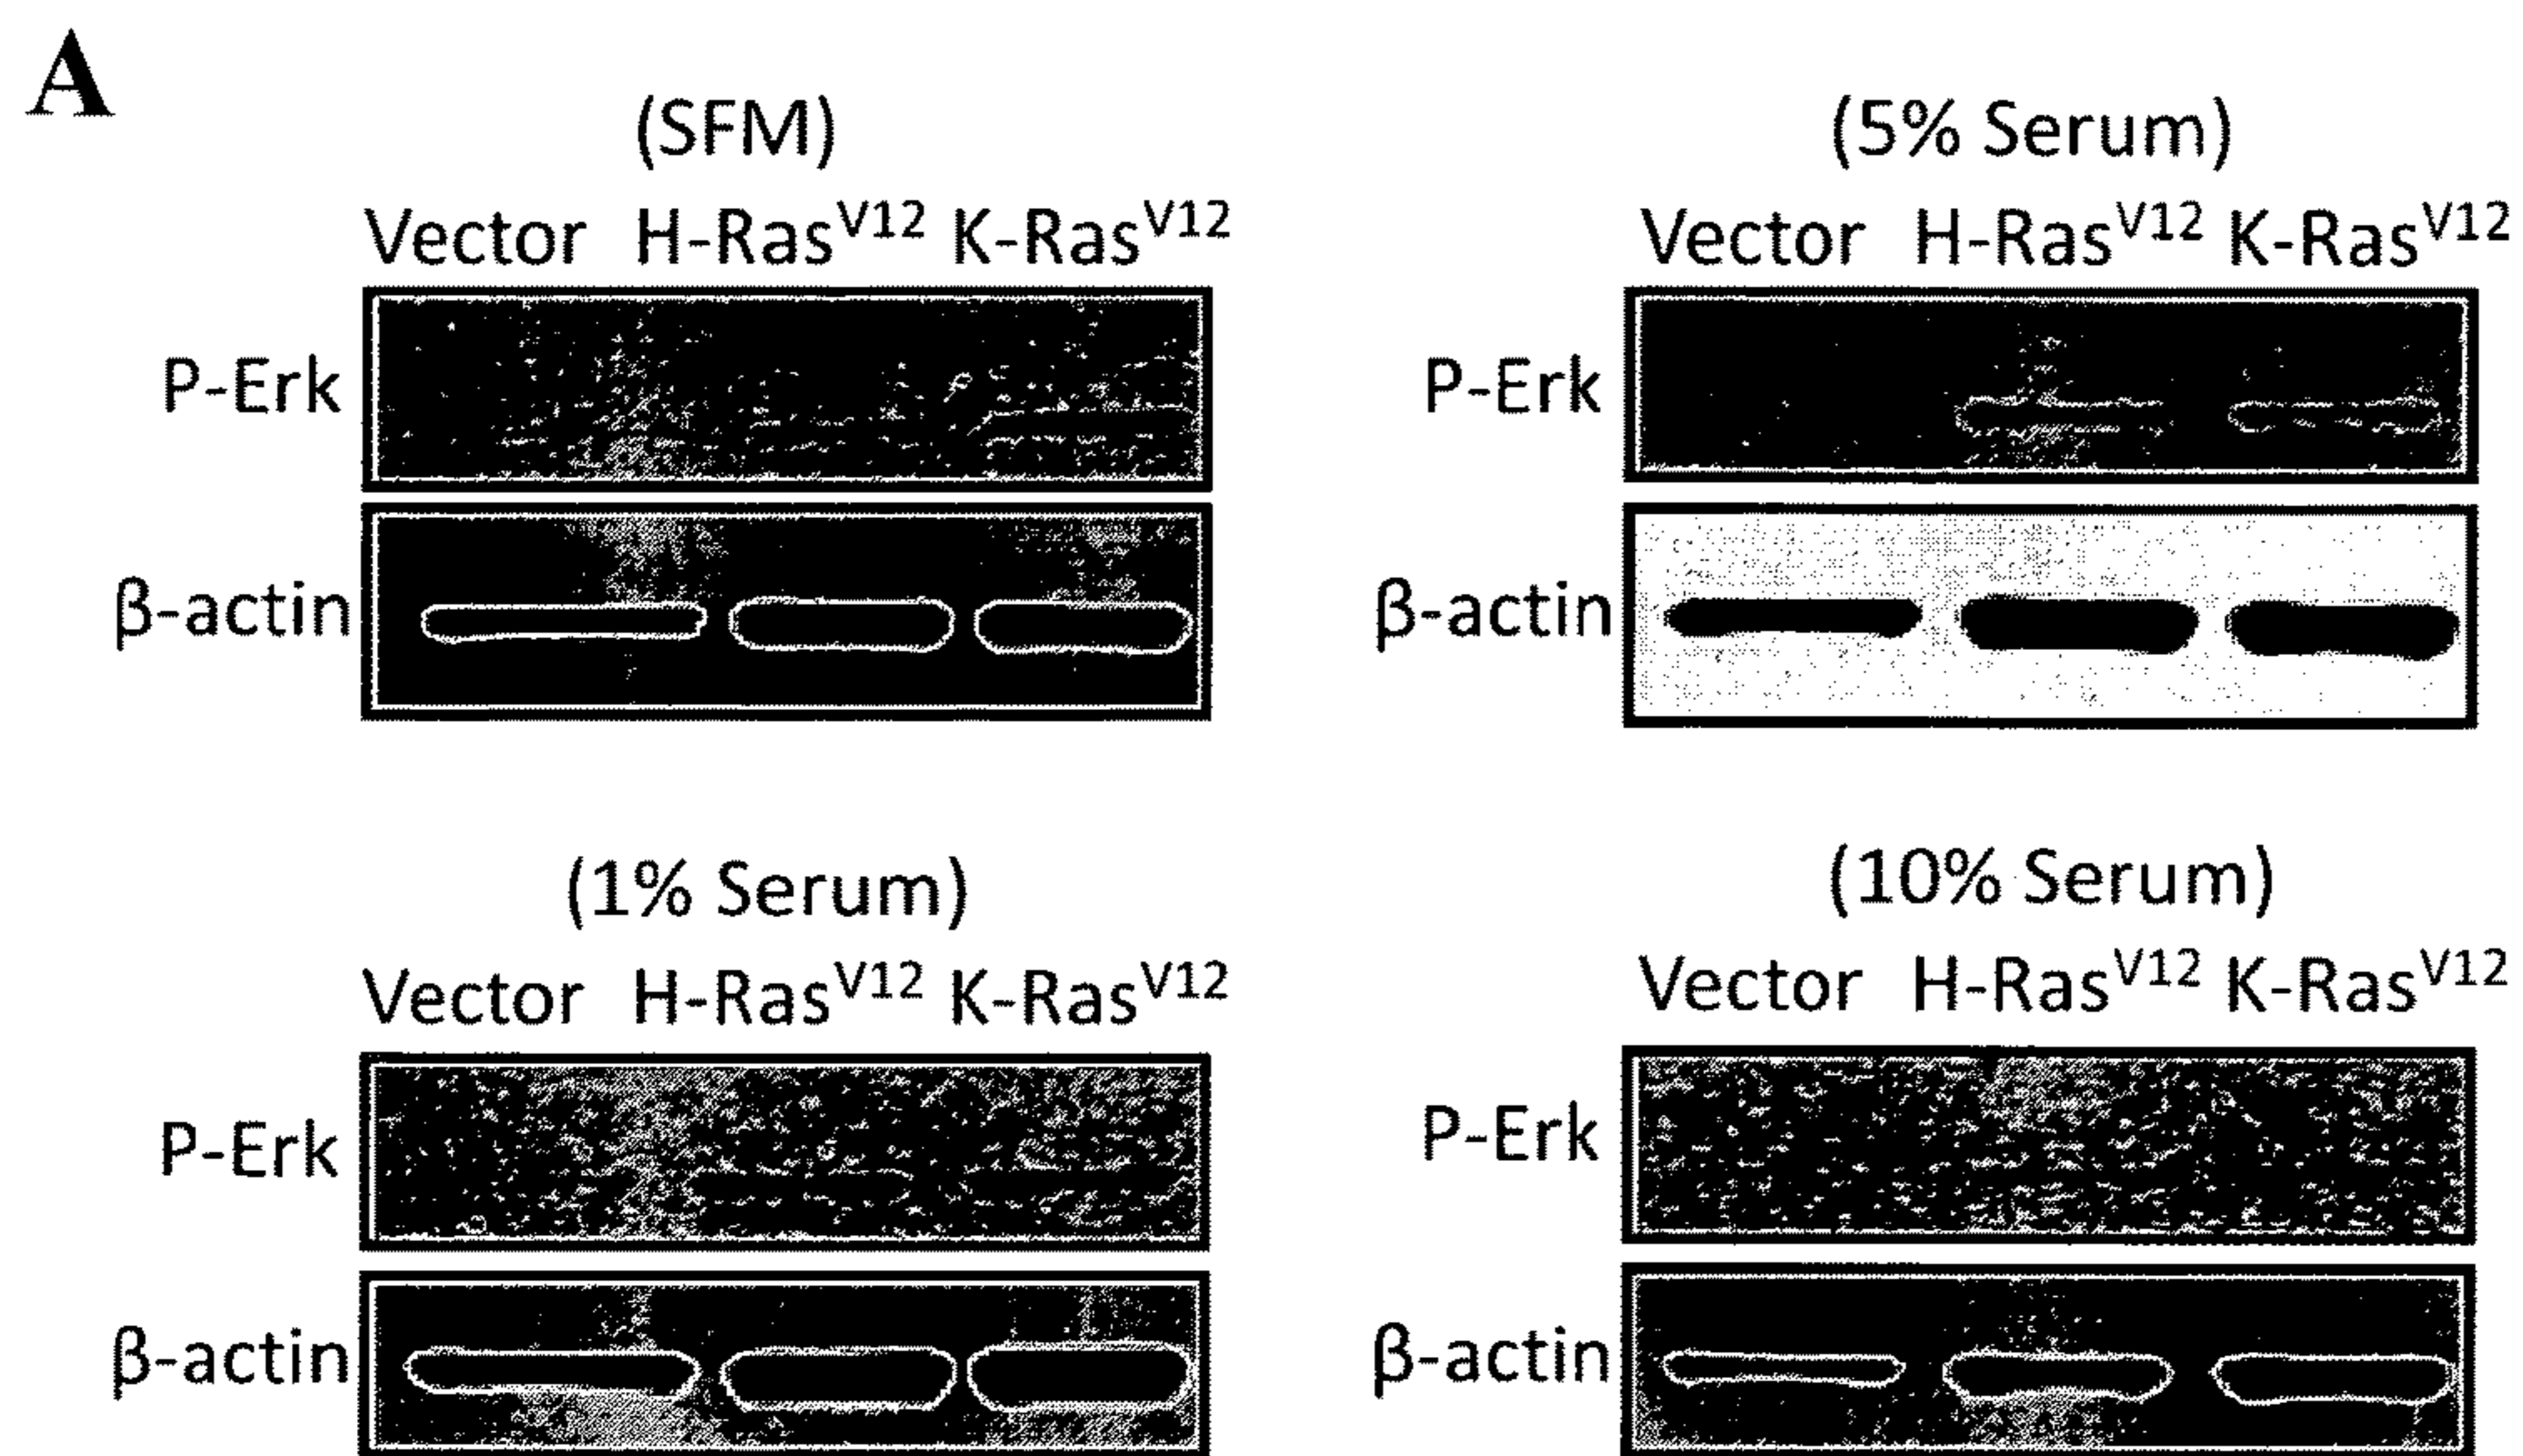 A
(SFM)
Vector H-Ras^V12 K-Ras^V12
P-Erk
β-actin
(5% Serum)
Vector H-Ras^V12 K-Ras^V12
P-Erk
β-actin
(1% Serum)
Vector H-Ras^V12 K-Ras^V12
P-Erk
β-actin
(10% Serum)
Vector H-Ras^V12 K-Ras^V12
P-Erk
β-actin